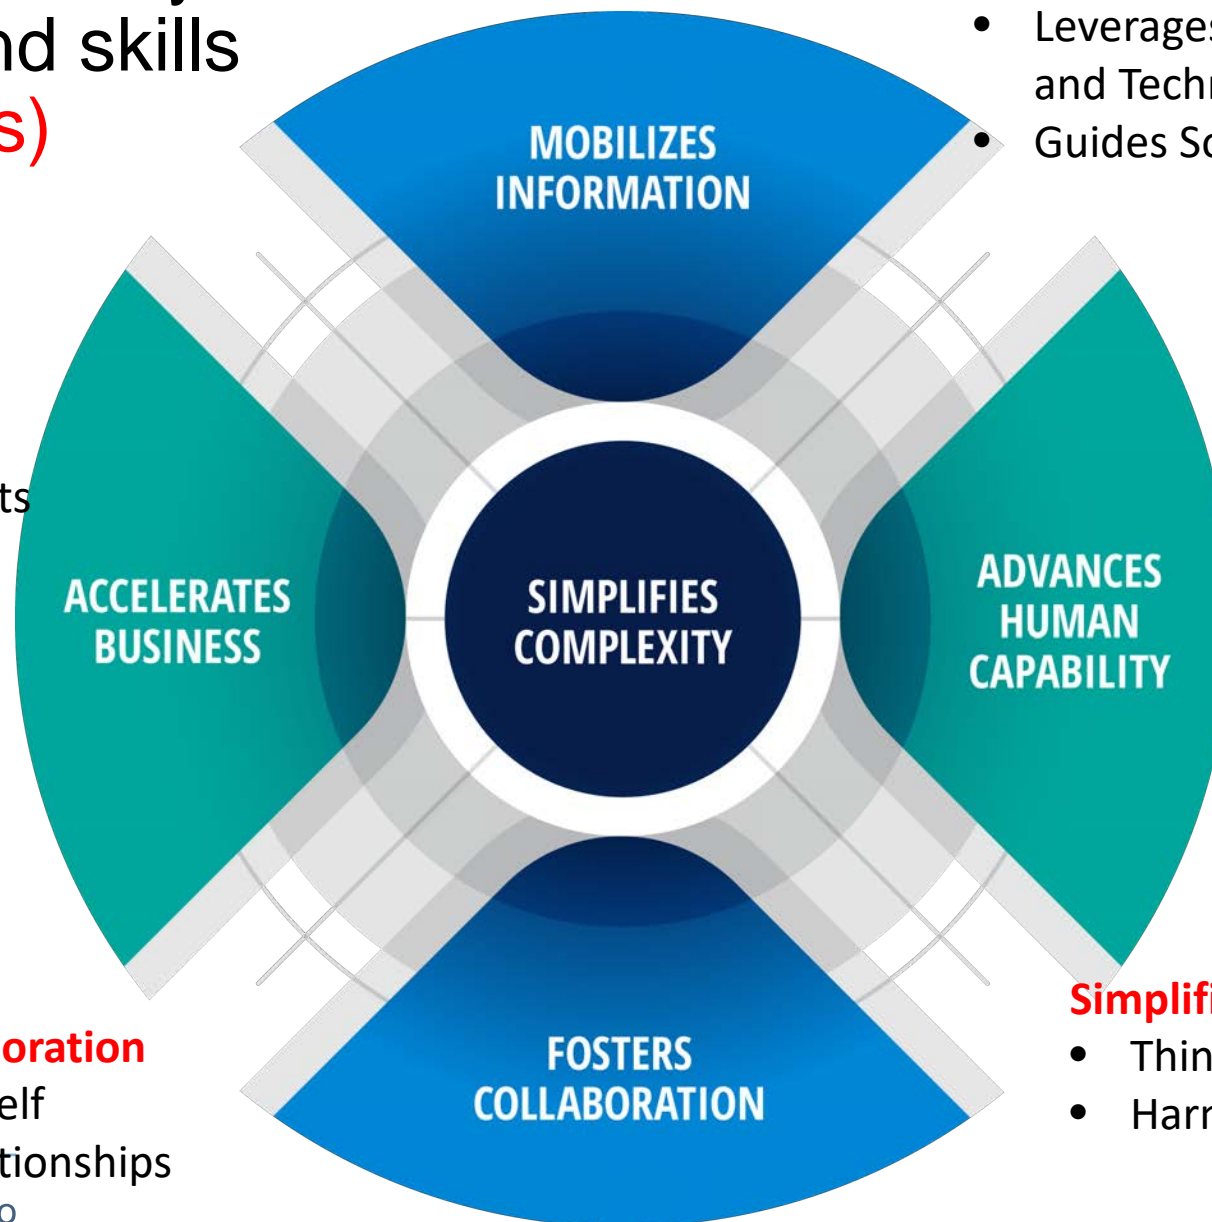 nd skills
s)
• Leverages
and Techn
• Guides So
MOBILIZES
INFORMATION
ts
ACCELERATES
BUSINESS
SIMPLIFIES
COMPLEXITY
ADVANCES
HUMAN
CAPABILITY
oration
elf
tionships
FOSTERS
COLLABORATION
Simplifi
• Thin
• Harn